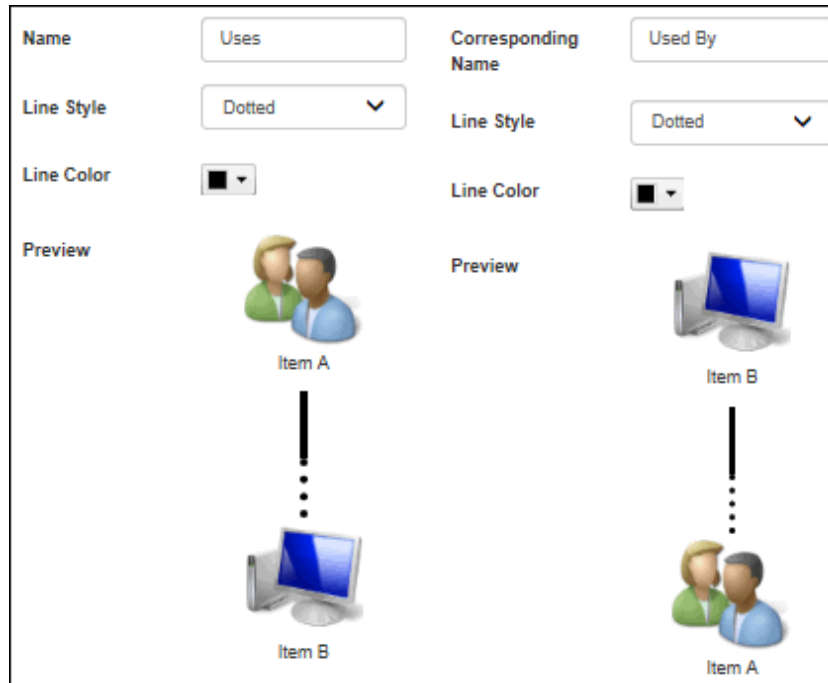 Name
Uses
Line Style
Dotted
Line Color
Preview
Item A
Item B
Corresponding
Name
Used By
Line Style
Dotted
Line Color
Preview
Item B
Item A